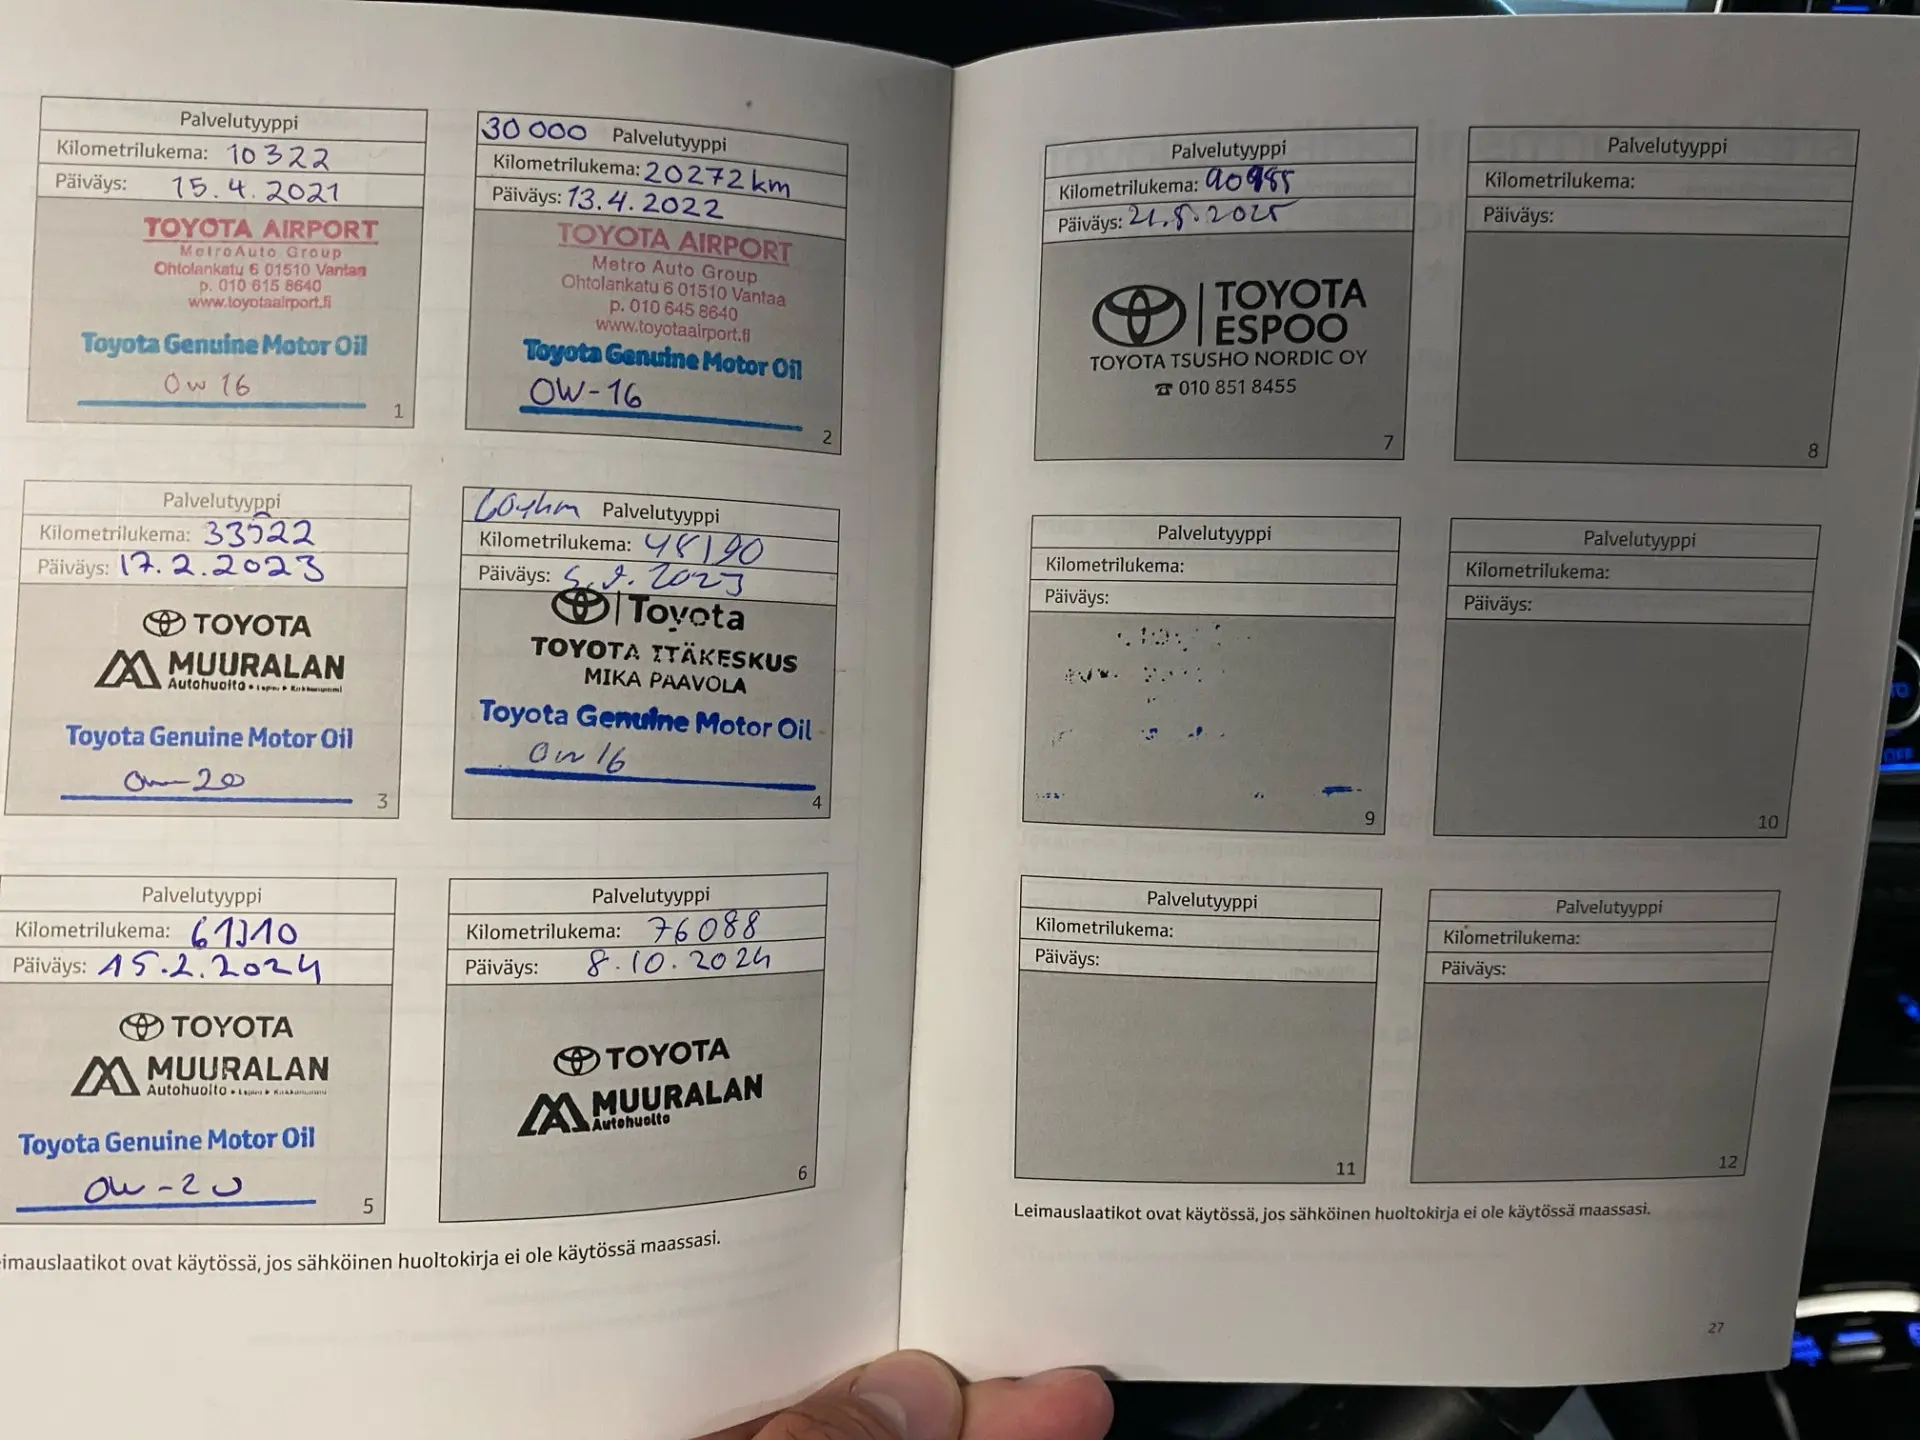 Palvelutyyppi
Kilometrilukema: 10322
Päiväys: 15.4.2021
TOYOTA AIRPORT
MetroAuto Group
Ohtolankatu 6 01510 Vantaa
p. 010 615 8640
www.toyotaairport.fi
Toyota Genuine Motor Oil
0w 16
1
30 000 Palvelutyyppi
Kilometrilukema: 20272 km
Päiväys: 13.4.2022
TOYOTA AIRPORT
Metro Auto Group
Ohtolankatu 6 01510 Vantaa
p. 010 645 8640
www.toyotaairport.fi
Toyota Genuine Motor Oil
0W-16
2
Palvelutyyppi
Kilometrilukema: 33522
Päiväys: 17.2.2023
TOYOTA
MUURALAN
Autohuolto
Toyota Genuine Motor Oil
0w-20
3
Palvelutyyppi
Kilometrilukema: 48190
Päiväys: 2023
Toyota
TOYOTA ITÄKESKUS
MIKA PAAVOLA
Toyota Genuine Motor Oil
0w 16
4
Palvelutyyppi
Kilometrilukema:
Päiväys: 15.2.2024
TOYOTA
MUURALAN
Autohuolto
Toyota Genuine Motor Oil
0w-20
5
Palvelutyyppi
Kilometrilukema: 76088
Päiväys: 8.10.2024
TOYOTA
MUURALAN
Autohuolto
6
eimauslaatikot ovat käytössä, jos sähköinen huoltokirja ei ole käytössä maassasi.
Palvelutyyppi
Kilometrilukema: 90985
Päiväys: 21.5.2025
TOYOTA
ESPOO
TOYOTA TSUSHO NORDIC OY
☎ 010 851 8455
7
Palvelutyyppi
Kilometrilukema:
Päiväys:
8
Palvelutyyppi
Kilometrilukema:
Päiväys:
9
Palvelutyyppi
Kilometrilukema:
Päiväys:
10
Palvelutyyppi
Kilometrilukema:
Päiväys:
11
Palvelutyyppi
Kilometrilukema:
Päiväys:
12
Leimauslaatikot ovat käytössä, jos sähköinen huoltokirja ei ole käytössä maassasi.
27